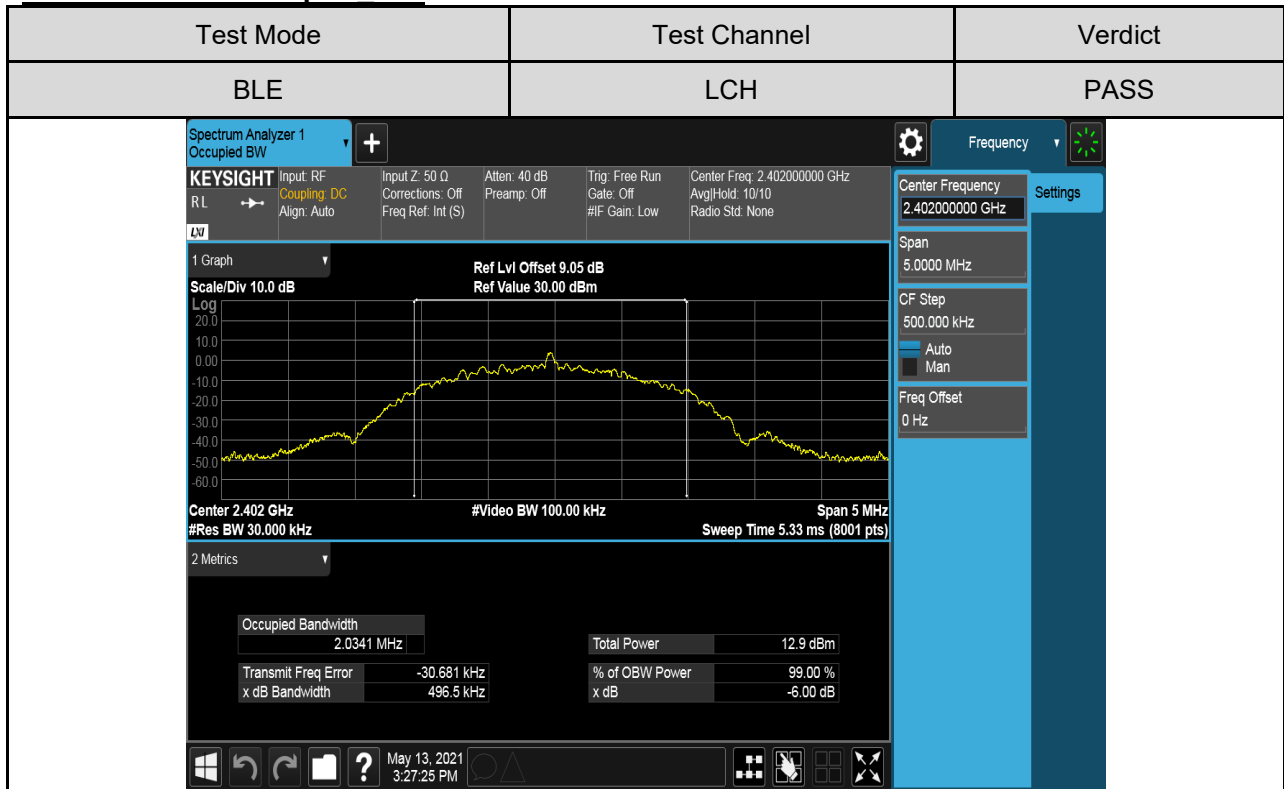 Test Mode Test Channel Verdict
BLE LCH PASS
Spectrum Analyzer 1
Occupied BW
Frequency
KEYSIGHT Input: RF Input Z: 50 Ω Atten: 40 dB Trig: Free Run Center Freq: 2.402000000 GHz
RL Coupling: DC Corrections: Off Preamp: Off Gate: Off Avg|Hold: 10/10
Align: Auto Freq Ref: Int (S) #IF Gain: Low Radio Std: None
LXI
Center Frequency Settings
2.402000000 GHz
Span
5.0000 MHz
CF Step
500.000 kHz
Auto
Man
Freq Offset
0 Hz
1 Graph
Ref Lvl Offset 9.05 dB
Scale/Div 10.0 dB Ref Value 30.00 dBm
Log
20.0
10.0
0.00
-10.0
-20.0
-30.0
-40.0
-50.0
-60.0
Center 2.402 GHz #Video BW 100.00 kHz Span 5 MHz
#Res BW 30.000 kHz Sweep Time 5.33 ms (8001 pts)
2 Metrics
Occupied Bandwidth
2.0341 MHz Total Power 12.9 dBm
Transmit Freq Error -30.681 kHz % of OBW Power 99.00 %
x dB Bandwidth 496.5 kHz x dB -6.00 dB
? May 13, 2021
3:27:25 PM